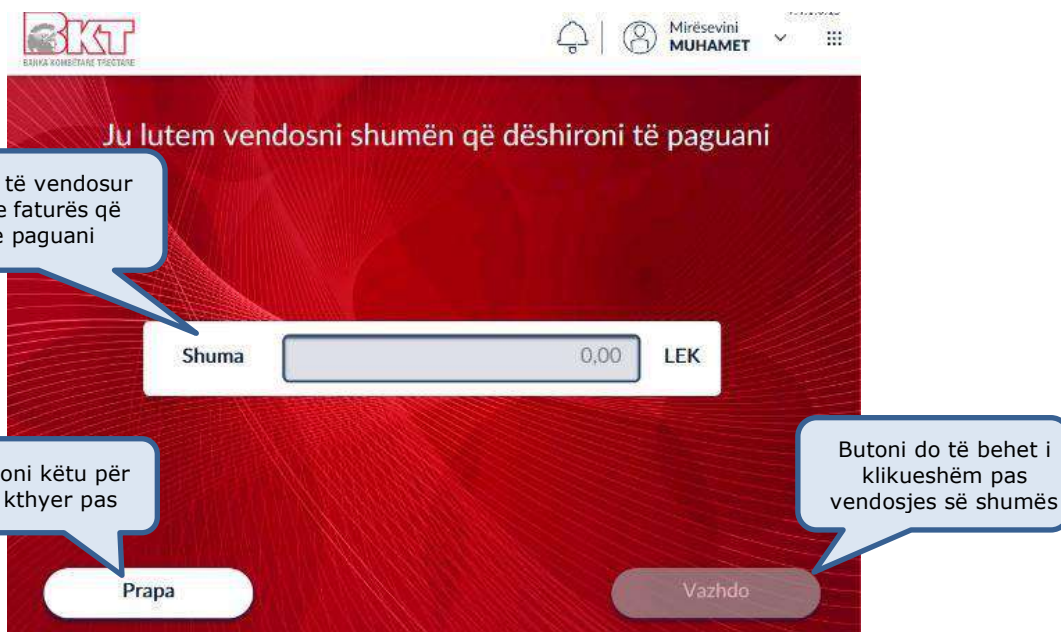 BKT
BANKA KOMBËTARE TREGTARE
Mirësevini
MUHAMET
Ju lutem vendosni shumën që dëshironi të paguani
të vendosur
faturës që
paguani
Shuma 0,00 LEK
këtu për
kthyer pas
Butoni do të behet i
klikueshëm pas
vendosjes së shumës
Prapa
Vazhdo